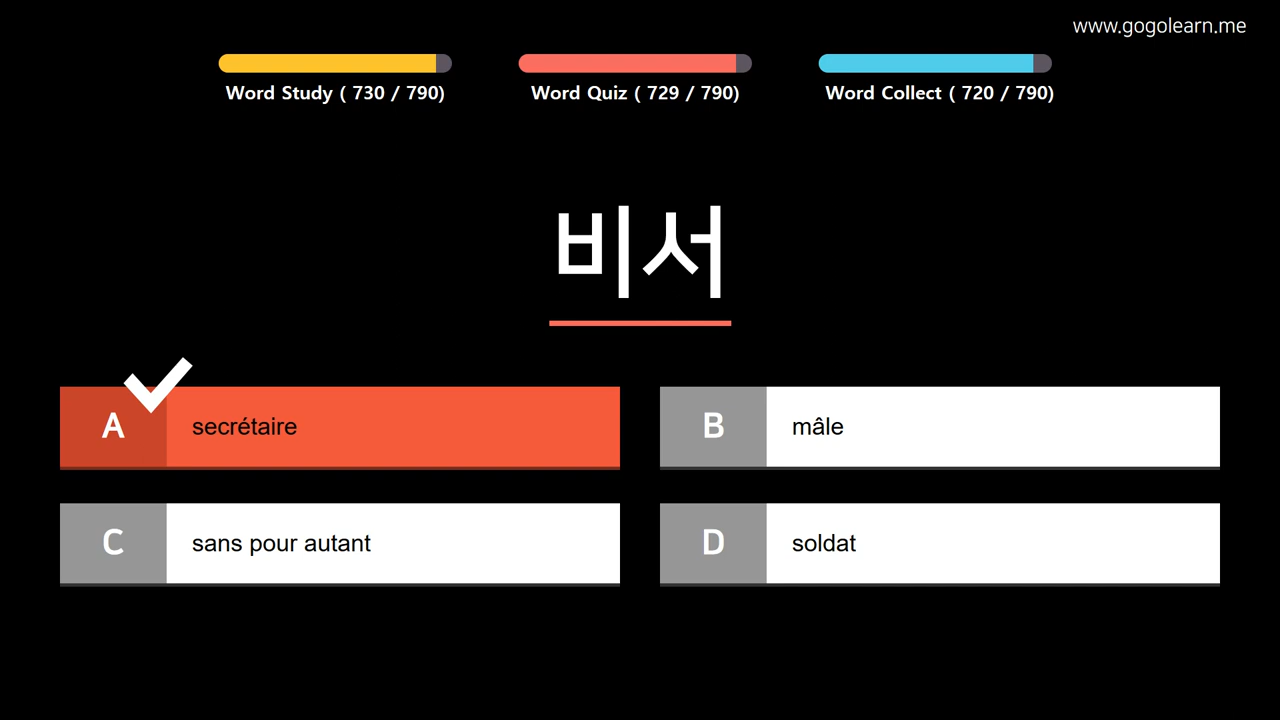 www.gogolearn.me
Word Study ( 730 / 790)
Word Quiz ( 729 / 790)
Word Collect ( 720 / 790)
비서
A secrétaire
B mâle
C sans pour autant
D soldat